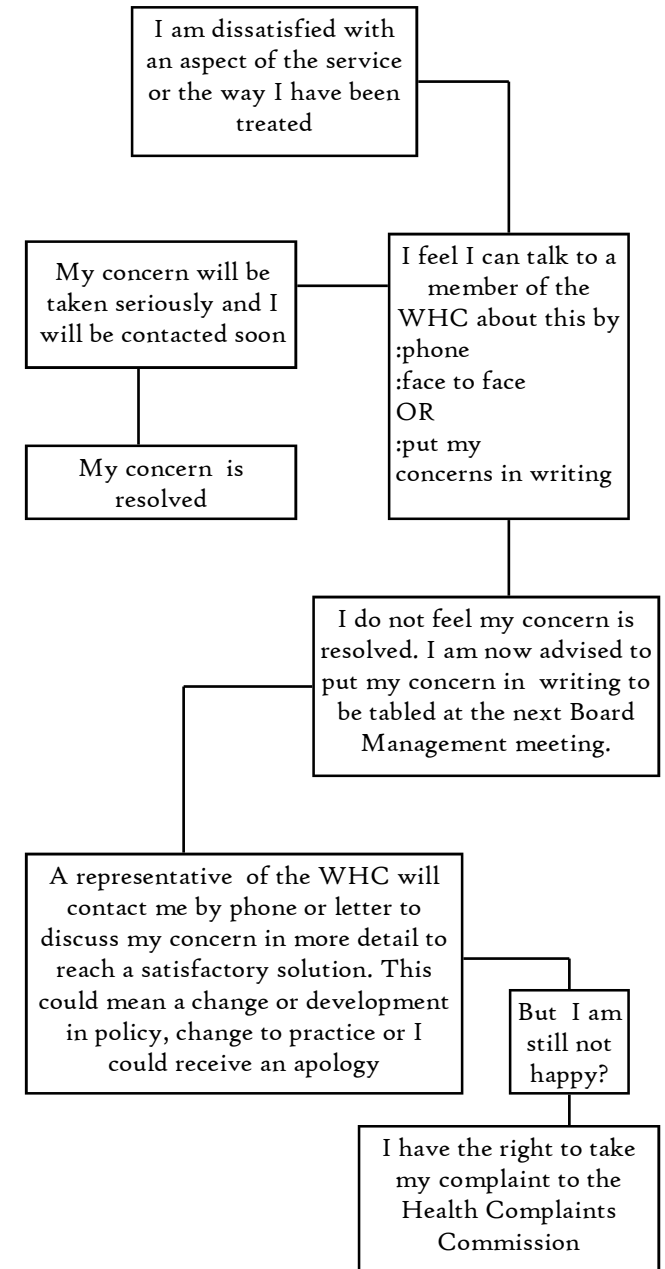 I am dissatisfied with
an aspect of the service
or the way I have been
treated
My concern will be
taken seriously and I
will be contacted soon
I feel I can talk to a
member of the
WHC about this by
:phone
:face to face
OR
:put my
concerns in writing
My concern is
resolved
I do not feel my concern is
resolved. I am now advised to
put my concern in writing to
be tabled at the next Board
Management meeting.
A representative of the WHC will
contact me by phone or letter to
discuss my concern in more detail to
reach a satisfactory solution. This
could mean a change or development
in policy, change to practice or I
could receive an apology
But I am
still not
happy?
I have the right to take
my complaint to the
Health Complaints
Commission